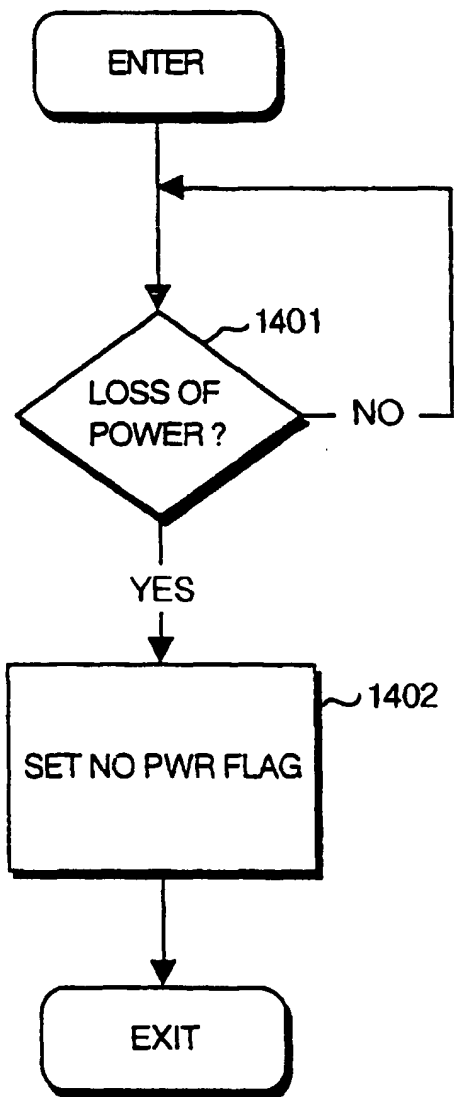 ENTER
1401
LOSS OF
POWER ?
NO
YES
1402
SET NO PWR FLAG
EXIT